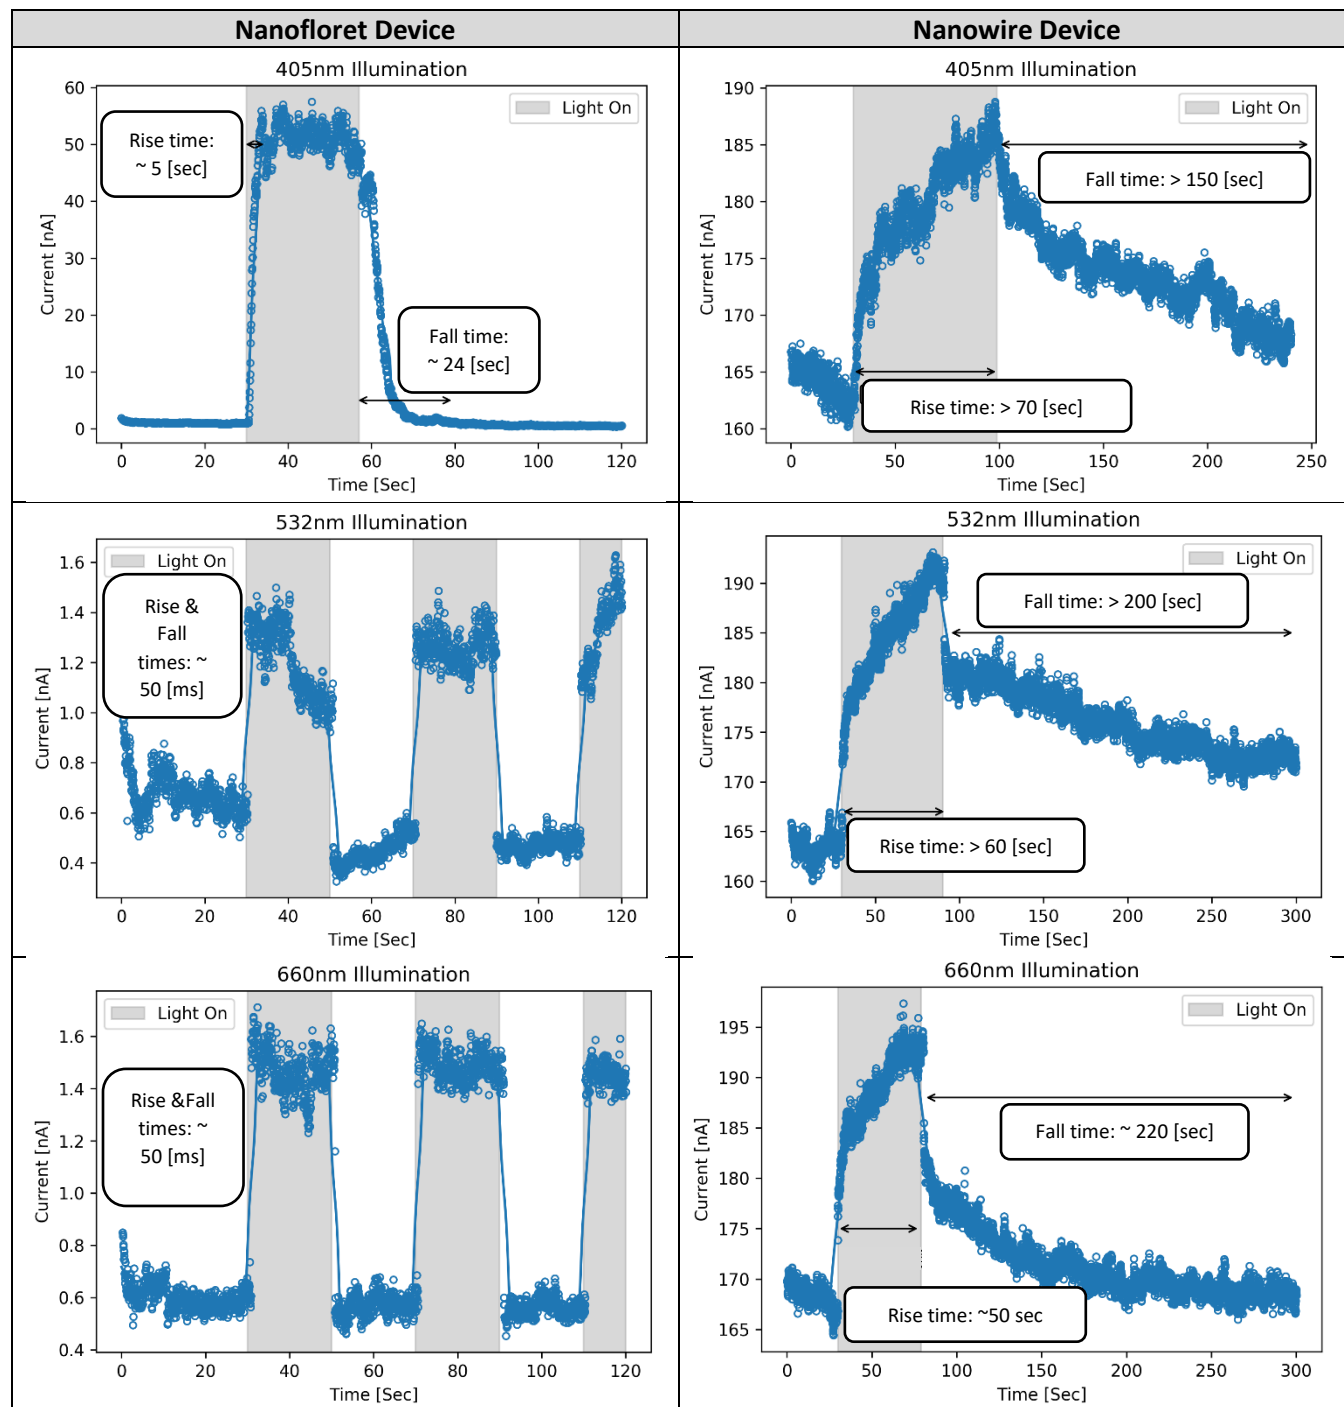 Nanofloret Device
Nanowire Device
405nm Illumination
60
50
40
30
20
10
0
Current [nA]
Light On
Rise time:
~ 5 [sec]
Fall time:
~ 24 [sec]
0 20 40 60 80 100 120
Time [Sec]
405nm Illumination
190
185
180
175
170
165
160
Current [nA]
Light On
Fall time: > 150 [sec]
Rise time: > 70 [sec]
0 50 100 150 200 250
Time [Sec]
532nm Illumination
1.6
1.4
1.2
1.0
0.8
0.6
0.4
Current [nA]
Light On
Rise &
Fall
times: ~
50 [ms]
0 20 40 60 80 100 120
Time [Sec]
532nm Illumination
190
185
180
175
170
165
160
Current [nA]
Light On
Fall time: > 200 [sec]
Rise time: > 60 [sec]
0 50 100 150 200 250 300
Time [Sec]
660nm Illumination
1.6
1.4
1.2
1.0
0.8
0.6
0.4
Current [nA]
Light On
Rise &Fall
times: ~
50 [ms]
0 20 40 60 80 100 120
Time [Sec]
660nm Illumination
195
190
185
180
175
170
165
Current [nA]
Light On
Fall time: ~ 220 [sec]
Rise time: ~50 sec
0 50 100 150 200 250 300
Time [Sec]